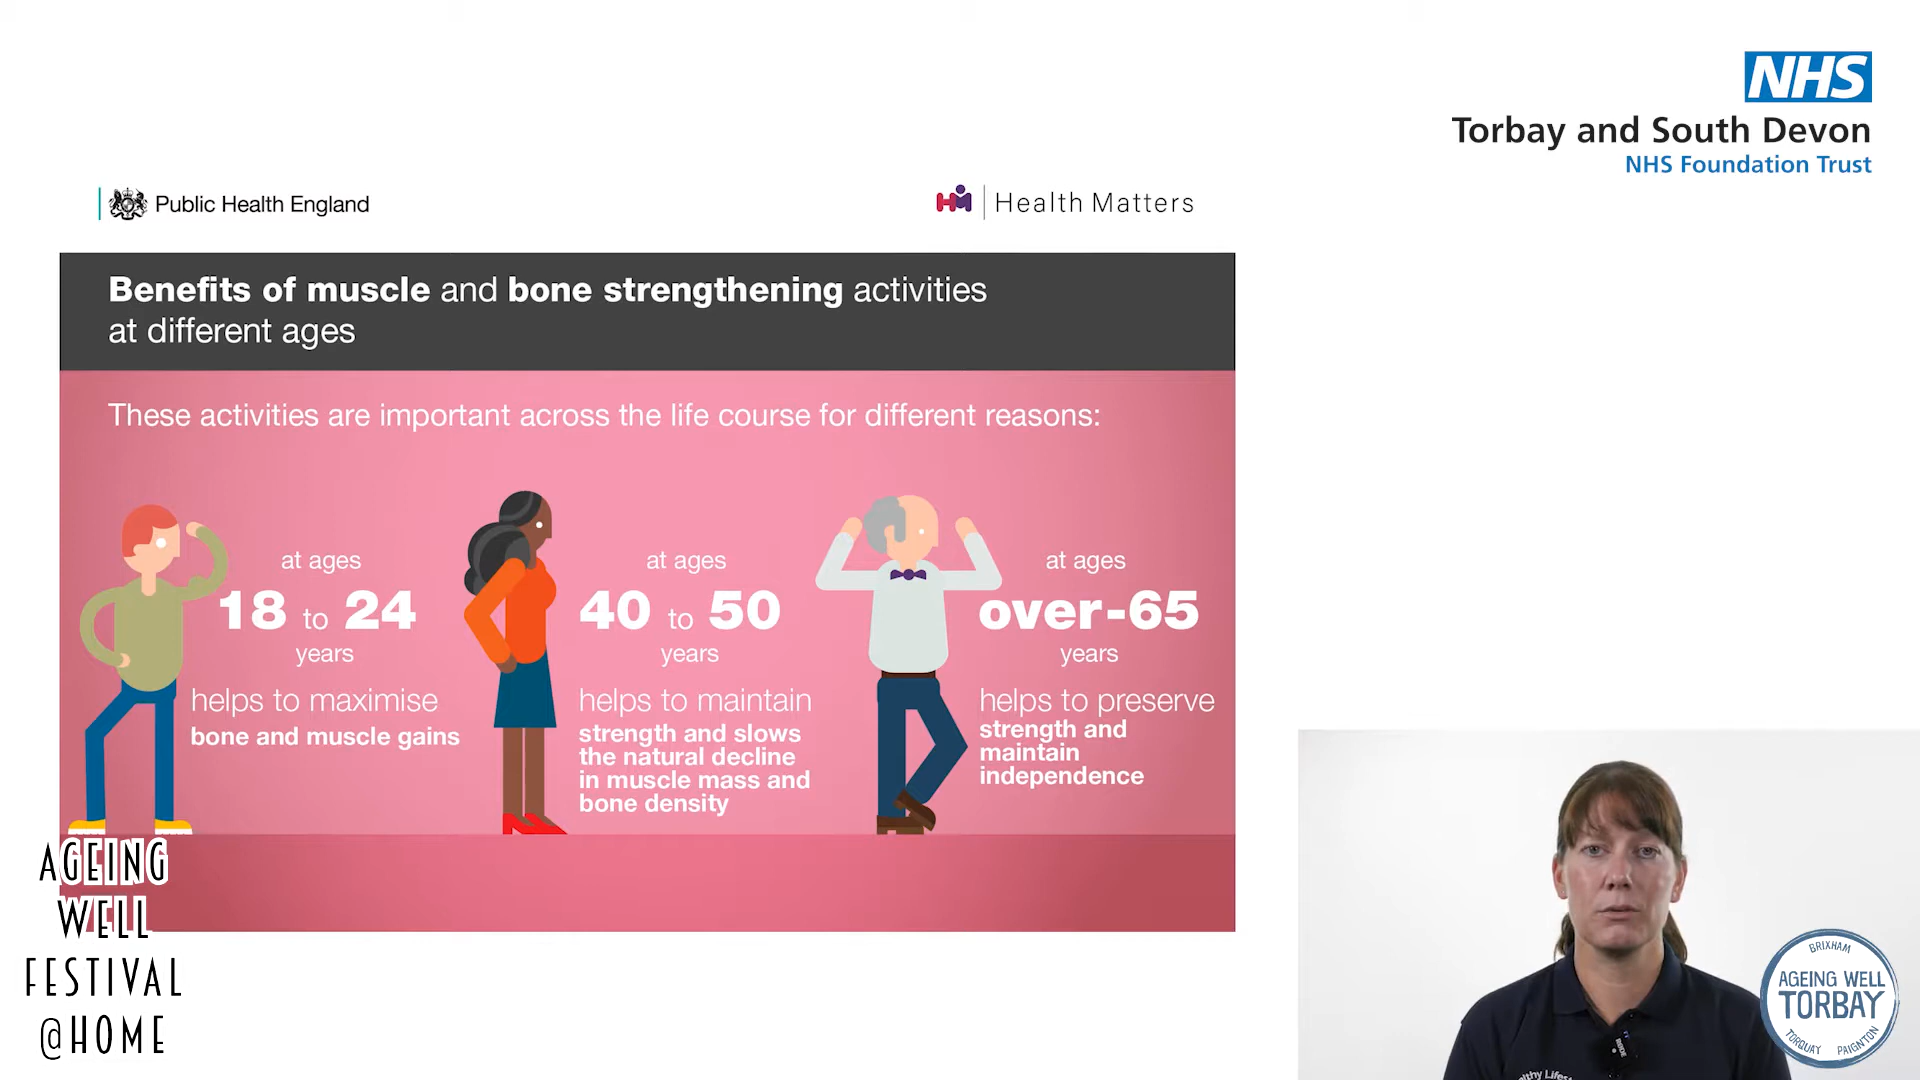 NHS
Torbay and South Devon
NHS Foundation Trust
Public Health England
HM Health Matters
Benefits of muscle and bone strengthening activities
at different ages
These activities are important across the life course for different reasons:
at ages
18 to 24
years
helps to maximise
bone and muscle gains
at ages
40 to 50
years
helps to maintain
strength and slows
the natural decline
in muscle mass and
bone density
at ages
over-65
years
helps to preserve
strength and
maintain
independence
AGEING
WELL
FESTIVAL
@HOME
BRIXHAM
AGEING WELL
TORBAY
TORQUAY PAIGNTON